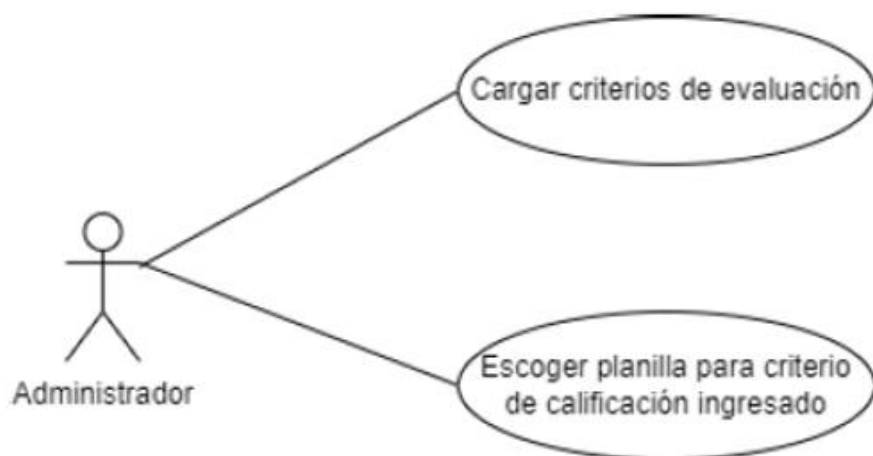 Cargar criterios de evaluación
Administrador
Escoger planilla para criterio
de calificación ingresado